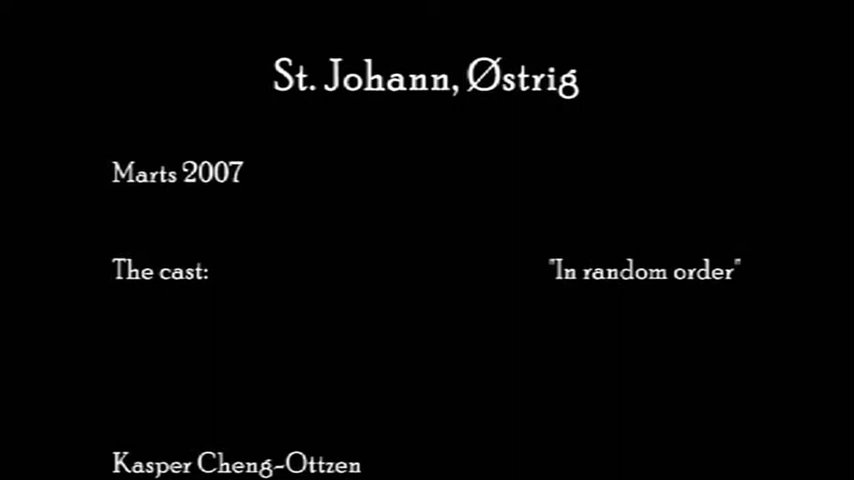 St. Johann, Østrig
Marts 2007
The cast: "In random order"
Kasper Cheng-Ottzen